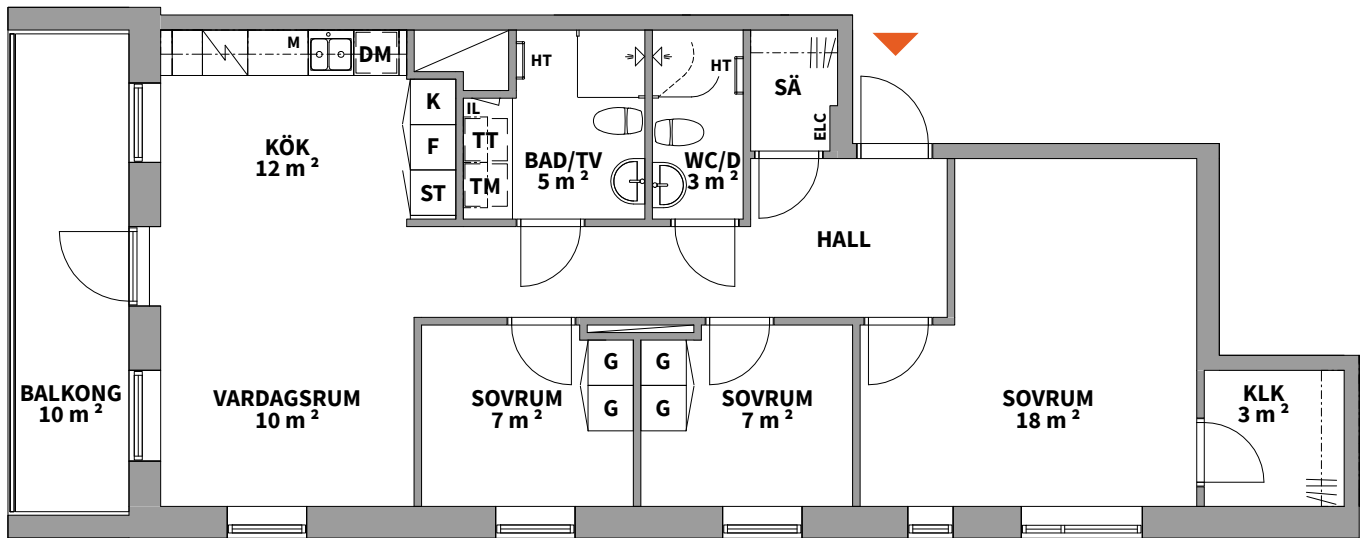 M
DM
HT
HT
SÄ
ELC
K
F
ST
IL
TT
TM
KÖK
12 m ²
BAD/TV
5 m ²
WC/D
3 m ²
HALL
BALKONG
10 m ²
VARDAGSRUM
10 m ²
SOVRUM
7 m ²
G
G
G
G
SOVRUM
7 m ²
SOVRUM
18 m ²
KLK
3 m ²